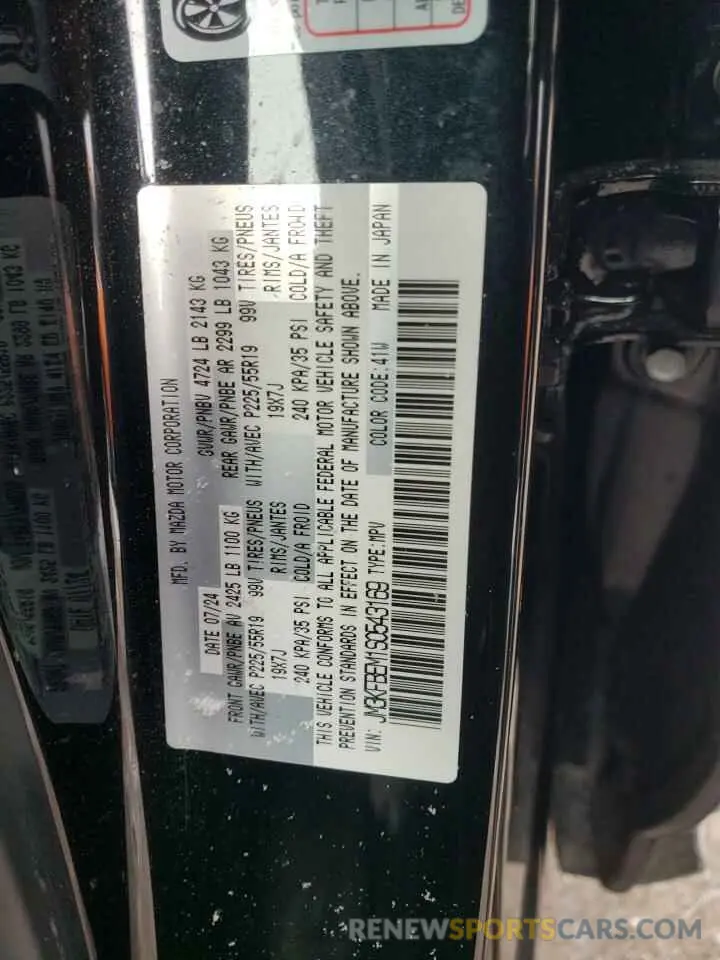 MFD. BY MAZDA MOTOR CORPORATION
DATE 07/24 GVWR/PNBV 4724 LB 2143 KG
FRONT GAWR/PNBE AV 2425 LB 1100 KG REAR GAWR/PNBE AR 2299 LB 1043 KG
WITH/AVEC P225/55R19 99V TIRES/PNEUS WITH/AVEC P225/55R19 99V TIRES/PNEUS
19X7J RIMS/JANTES 19X7J RIMS/JANTES
240 KPA/35 PSI COLD/A FROID 240 KPA/35 PSI COLD/A FROID
THIS VEHICLE CONFORMS TO ALL APPLICABLE FEDERAL MOTOR VEHICLE SAFETY AND THEFT
PREVENTION STANDARDS IN EFFECT ON THE DATE OF MANUFACTURE SHOWN ABOVE.
VIN: JM3KFBEM1S0543169 TYPE:MPV COLOR CODE:41W MADE IN JAPAN
RENEWSPORTSCARS.COM